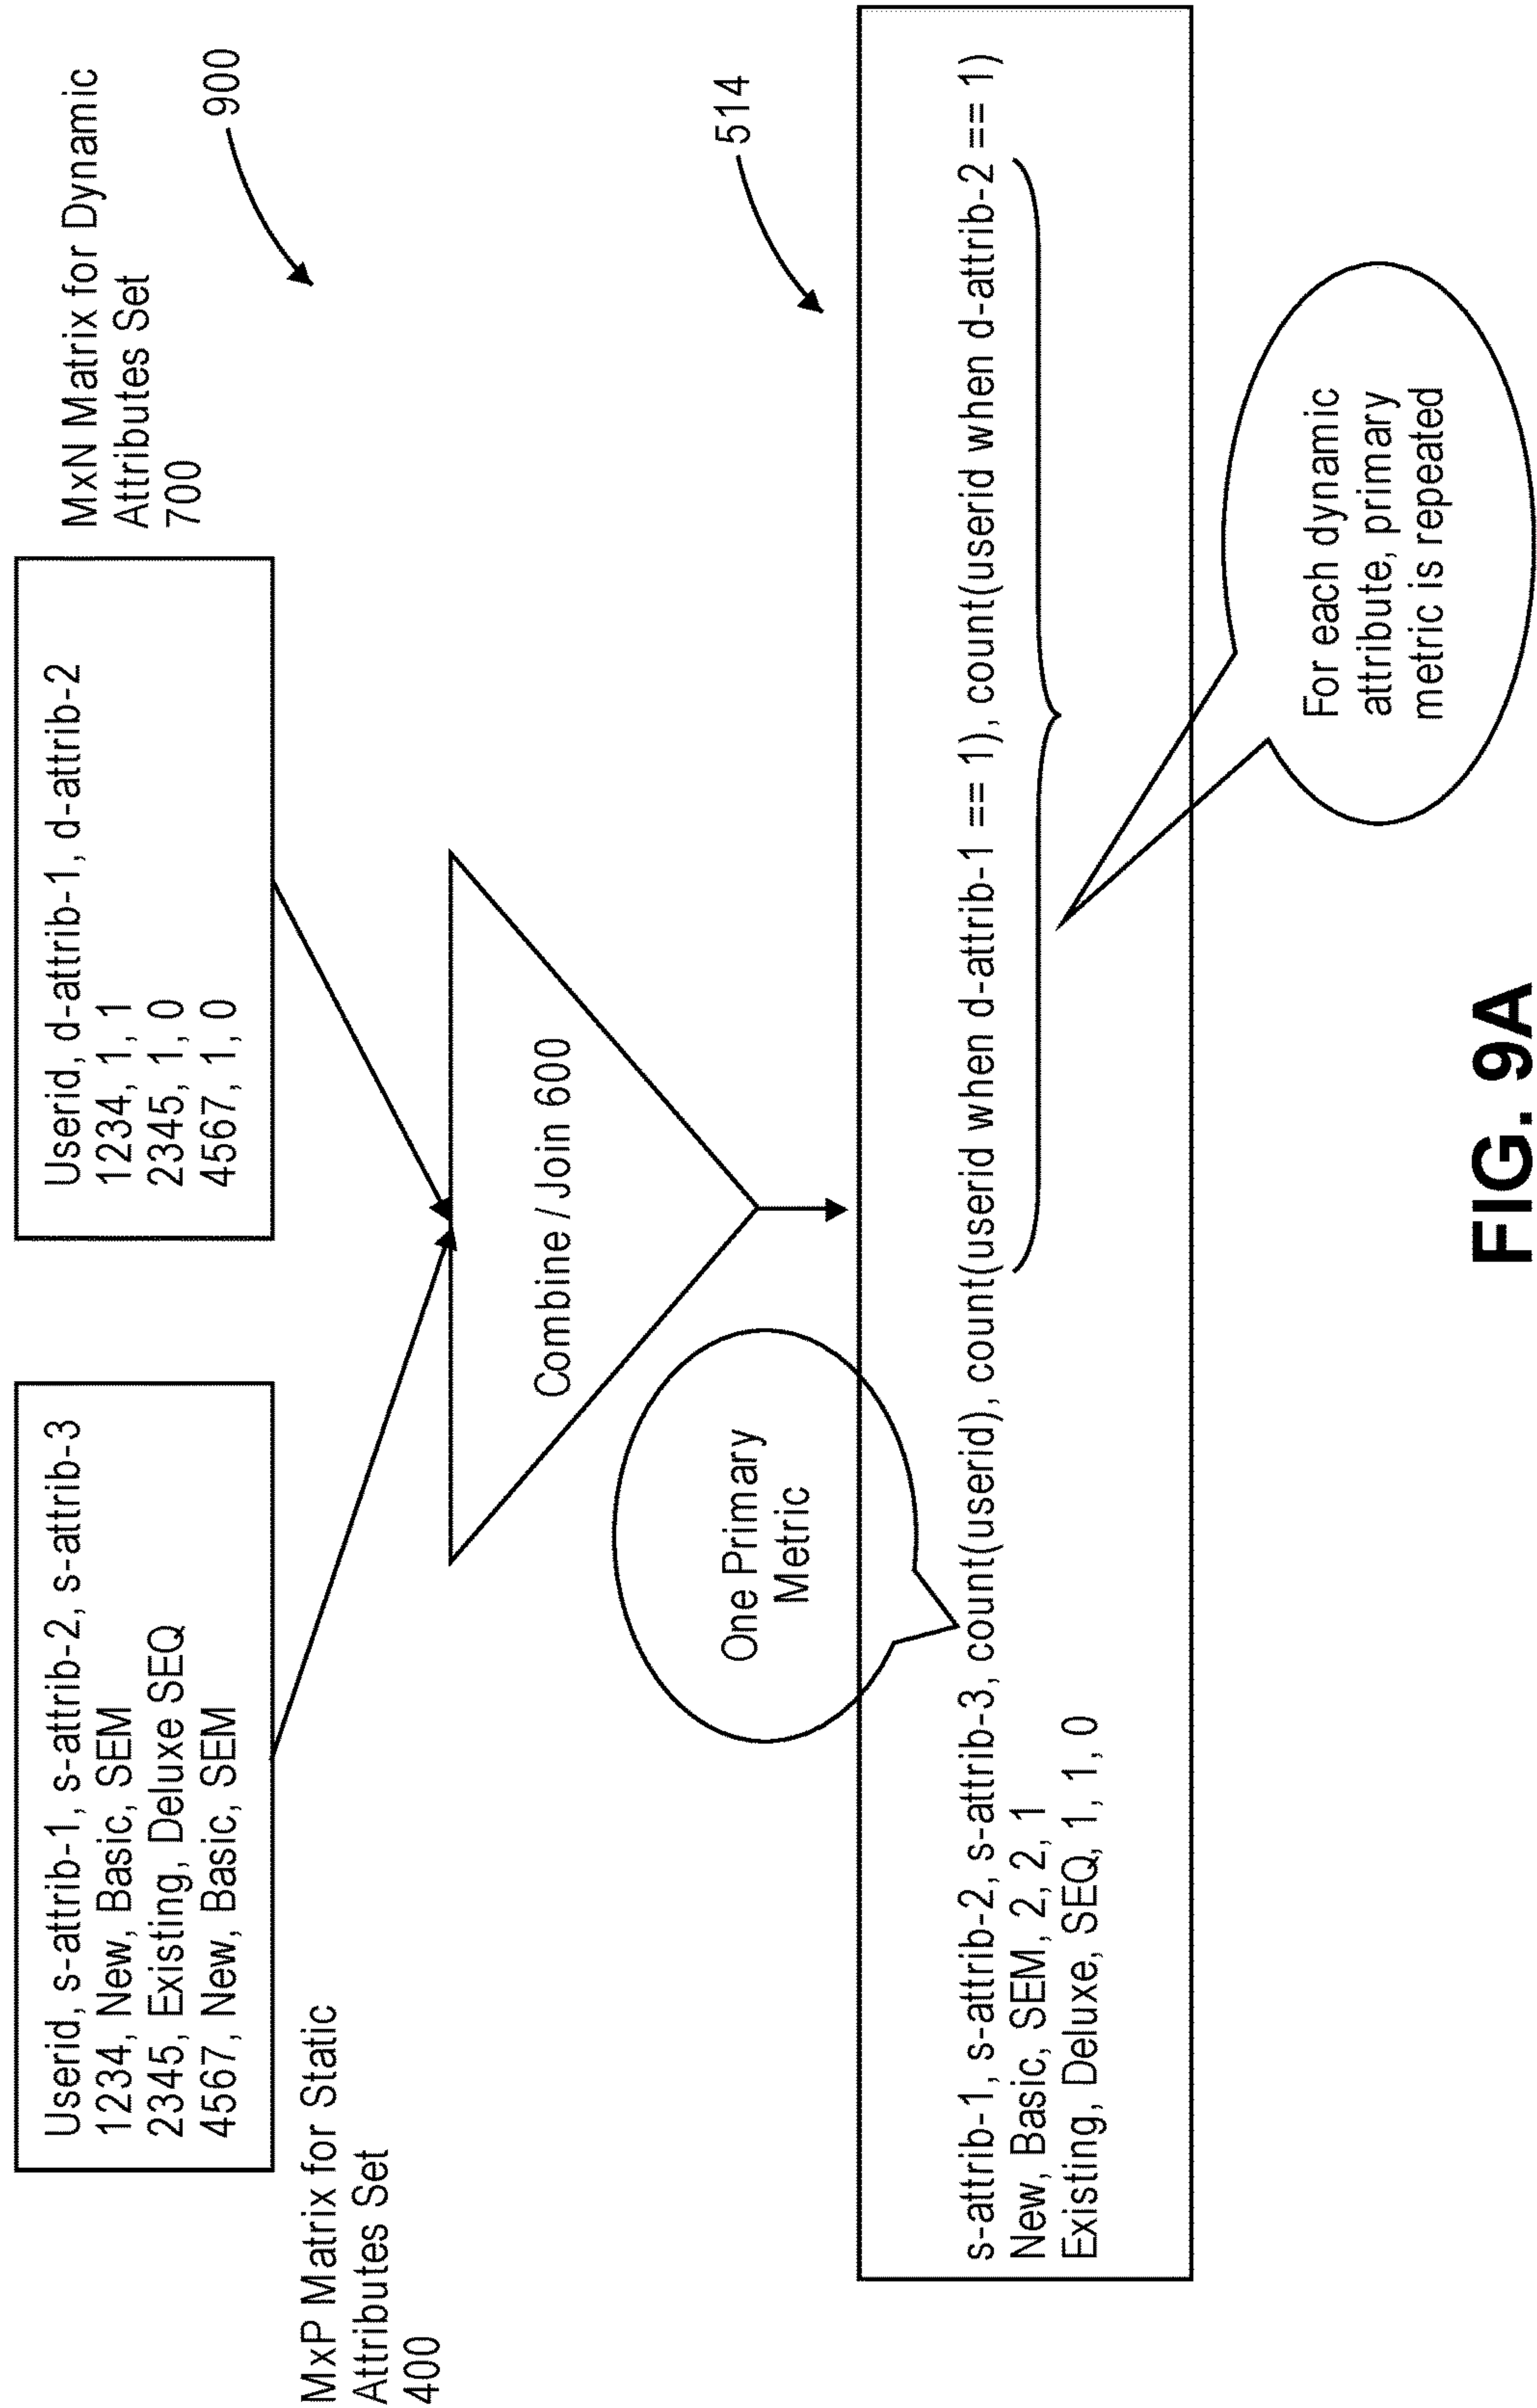 Userid, s-attrib-1, s-attrib-2, s-attrib-3
1234, New, Basic, SEM
2345, Existing, Deluxe SEQ
4567, New, Basic, SEM
MxP Matrix for Static
Attributes Set
400
Userid, d-attrib-1, d-attrib-2
1234, 1, 1
2345, 1, 0
4567, 1, 0
MxN Matrix for Dynamic
Attributes Set
700
900
Combine / Join 600
One Primary
Metric
514
s-attrib-1, s-attrib-2, s-attrib-3, count(userid), count(userid when d-attrib-1 == 1), count(userid when d-attrib-2 == 1)
New, Basic, SEM, 2, 2, 1
Existing, Deluxe, SEQ, 1, 1, 0
For each dynamic
attribute, primary
metric is repeated
FIG. 9A